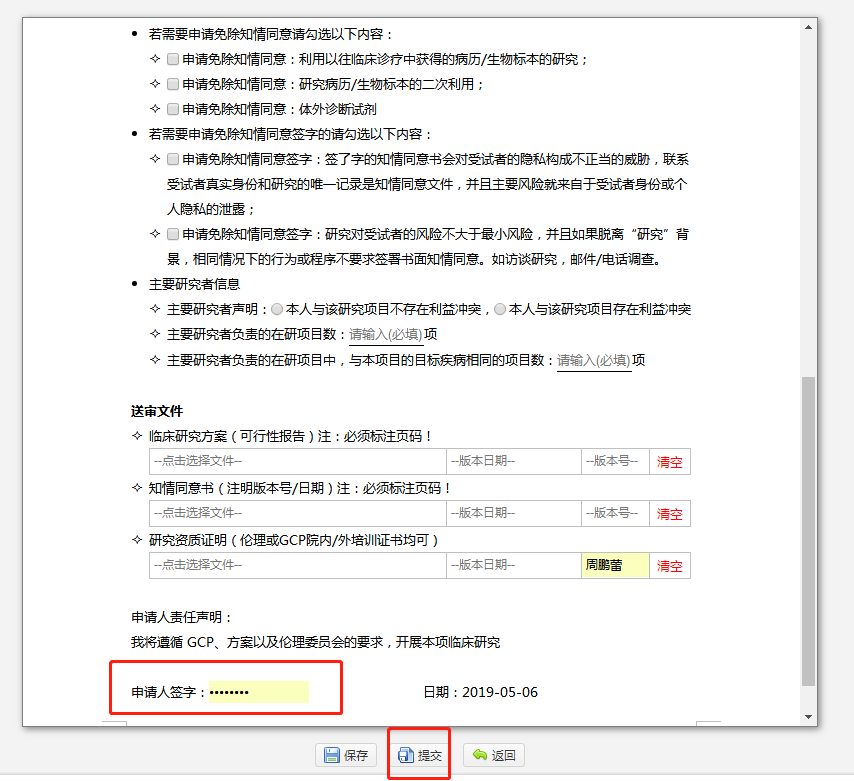 若需要申请免除知情同意请勾选以下内容：
申请免除知情同意：利用以往临床诊疗中获得的病历/生物标本的研究；
申请免除知情同意：研究病历/生物标本的二次利用；
申请免除知情同意：体外诊断试剂
若需要申请免除知情同意签字的请勾选以下内容：
申请免除知情同意签字：签了字的知情同意书会对受试者的隐私构成不正当的威胁，联系
受试者真实身份和研究的唯一记录是知情同意文件，并且主要风险就来自于受试者身份或个
人隐私的泄露；
申请免除知情同意签字：研究对受试者的风险不大于最小风险，并且如果脱离“研究”背
景，相同情况下的行为或程序不要求签署书面知情同意。如访谈研究，邮件/电话调查。
主要研究者信息
主要研究者声明：本人与该研究项目不存在利益冲突，本人与该研究项目存在利益冲突
主要研究者负责的在研项目数：请输入(必填)项
主要研究者负责的在研项目中，与本项目的目标疾病相同的项目数：请输入(必填)项
送审文件
临床研究方案（可行性报告）注：必须标注页码！
--点击选择文件-- --版本日期-- --版本号-- 清空
知情同意书（注明版本号/日期）注：必须标注页码！
--点击选择文件-- --版本日期-- --版本号-- 清空
研究资质证明（伦理或GCP院内/外培训证书均可）
--点击选择文件-- --版本日期-- 周鹏蕾 清空
申请人责任声明：
我将遵循 GCP、方案以及伦理委员会的要求，开展本项临床研究
申请人签字：•••••••• 日期：2019-05-06
保存 提交 返回